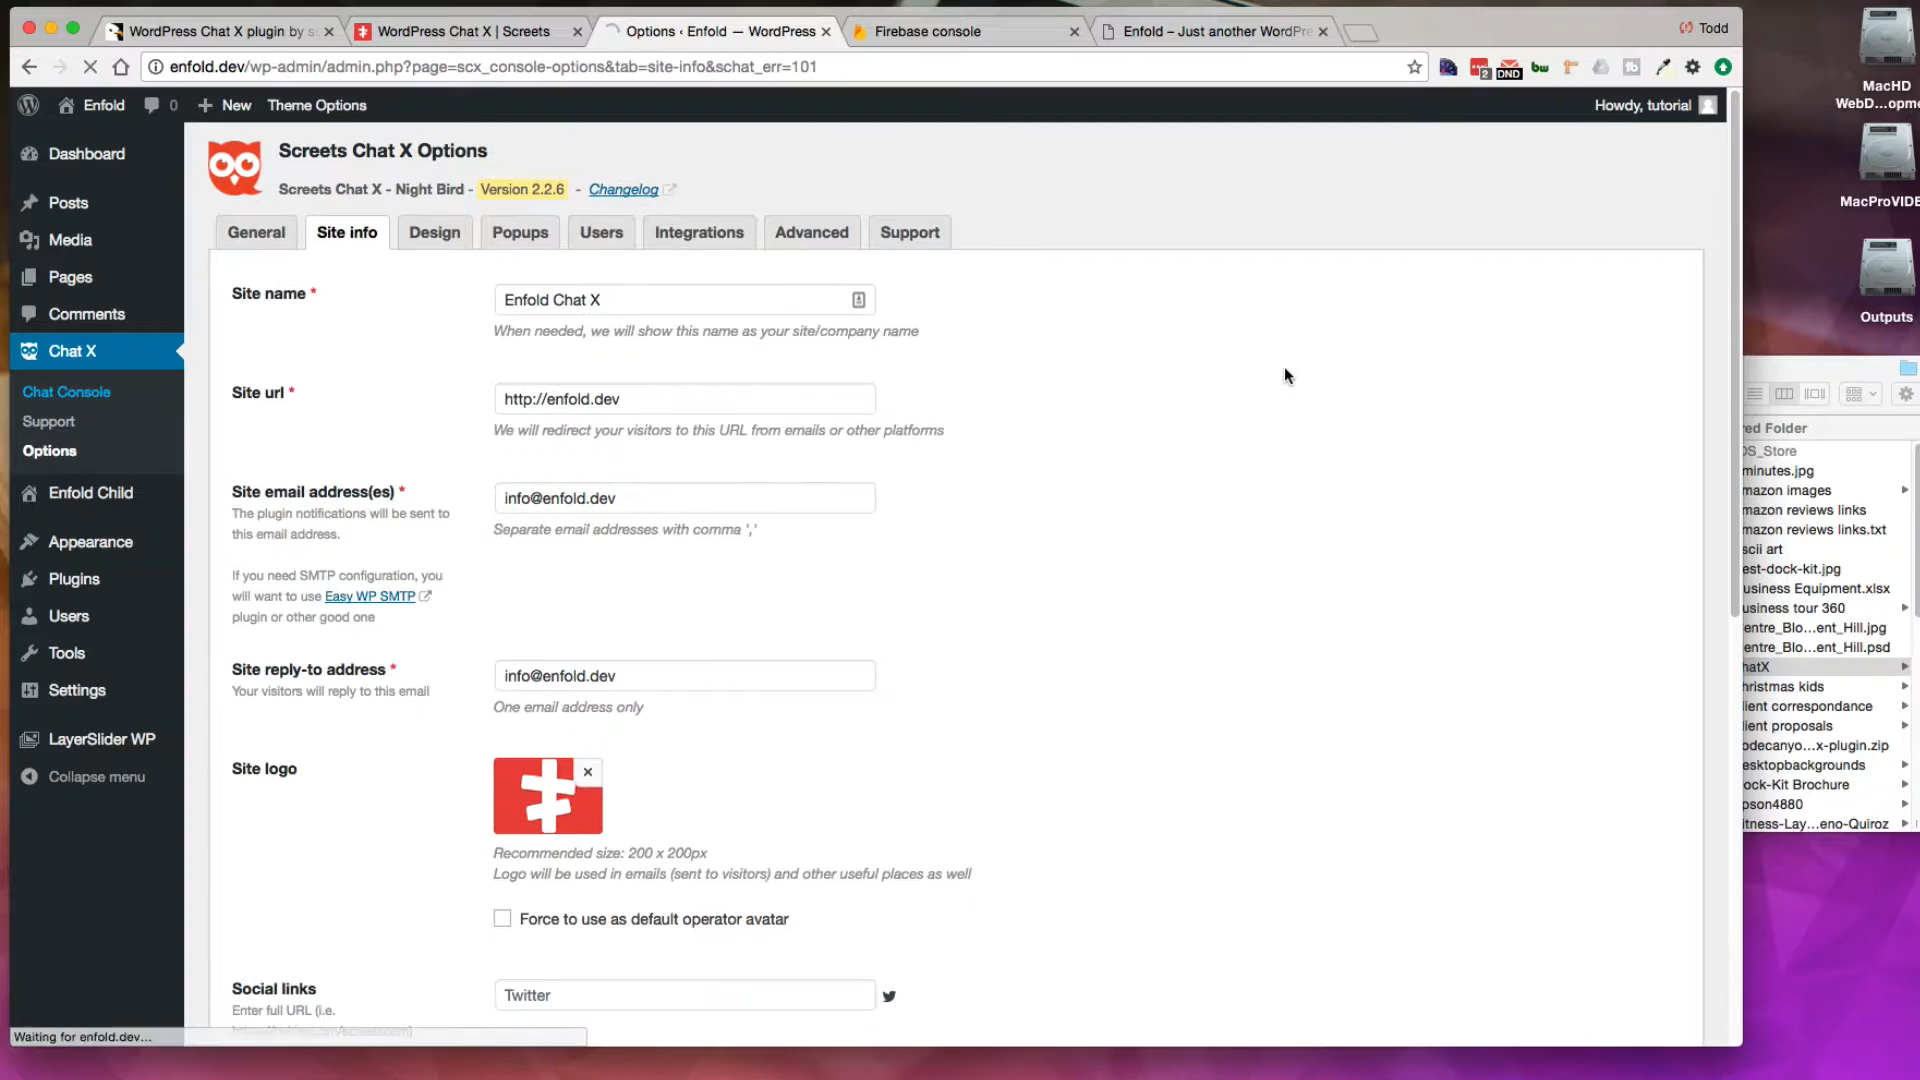 WordPress Chat X plugin by s
WordPress Chat X | Screets
Options ‹ Enfold — WordPress
Firebase console
Enfold – Just another WordPre
Todd
enfold.dev/wp-admin/admin.php?page=scx_console-options&tab=site-info&schat_err=101
2
DND
bw
Enfold
0
New
Theme Options
Howdy, tutorial
Dashboard
Posts
Media
Pages
Comments
Chat X
Chat Console
Support
Options
Enfold Child
Appearance
Plugins
Users
Tools
Settings
LayerSlider WP
Collapse menu
Screets Chat X Options
Screets Chat X - Night Bird - Version 2.2.6 - Changelog
General
Site info
Design
Popups
Users
Integrations
Advanced
Support
Site name *
Enfold Chat X
When needed, we will show this name as your site/company name
Site url *
http://enfold.dev
We will redirect your visitors to this URL from emails or other platforms
Site email address(es) *
The plugin notifications will be sent to
this email address.
If you need SMTP configuration, you
will want to use Easy WP SMTP
plugin or other good one
info@enfold.dev
Separate email addresses with comma ','
Site reply-to address *
Your visitors will reply to this email
info@enfold.dev
One email address only
Site logo
Recommended size: 200 x 200px
Logo will be used in emails (sent to visitors) and other useful places as well
Force to use as default operator avatar
Social links
Enter full URL (i.e.
Twitter
Waiting for enfold.dev...
MacHD
WebD...opme
MacProVIDE
Outputs
red Folder
DS_Store
minutes.jpg
mazon images
mazon reviews links
mazon reviews links.txt
scii art
est-dock-kit.jpg
usiness Equipment.xlsx
usiness tour 360
entre_Blo...ent_Hill.jpg
entre_Blo...ent_Hill.psd
hatX
hristmas kids
lient correspondance
lient proposals
odecanyo...x-plugin.zip
esktopbackgrounds
ock-Kit Brochure
pson4880
itness-Lay...eno-Quiroz